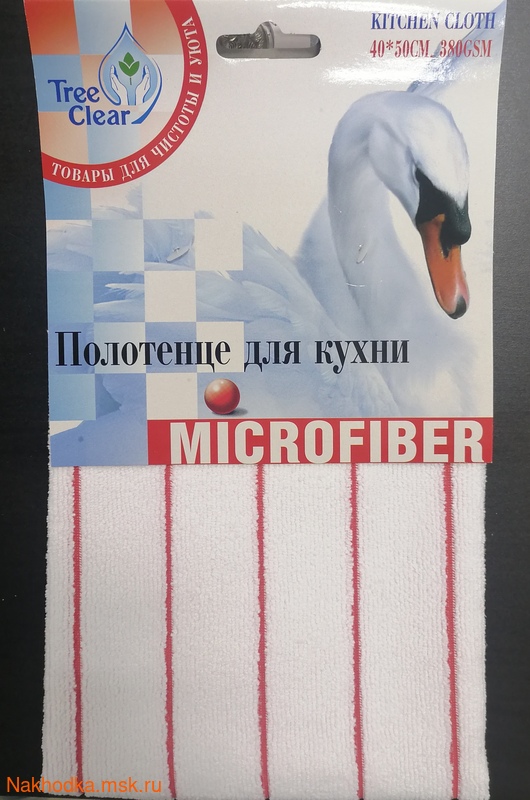 KITCHEN CLOTH
40*50CM. 380GSM
Tree
Clear
ТОВАРЫ ДЛЯ ЧИСТОТЫ И УЮТА
Полотенце для кухни
MICROFIBER
Nakhodka.msk.ru